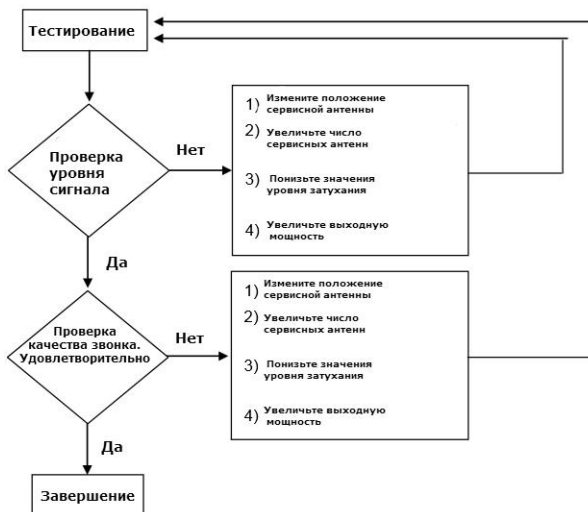 Тестирование
Проверка
уровня
сигнала
Нет
1) Измените положение
сервисной антенны
2) Увеличьте число
сервисных антенн
3) Понизьте значения
уровня затухания
4) Увеличьте выходную
мощность
Да
Проверка
качества звонка.
Удовлетворительно
Нет
1) Измените положение
сервисной антенны
2) Увеличьте число
сервисных антенн
3) Понизьте значения
уровня затухания
4) Увеличьте выходную
мощность
Да
Завершение